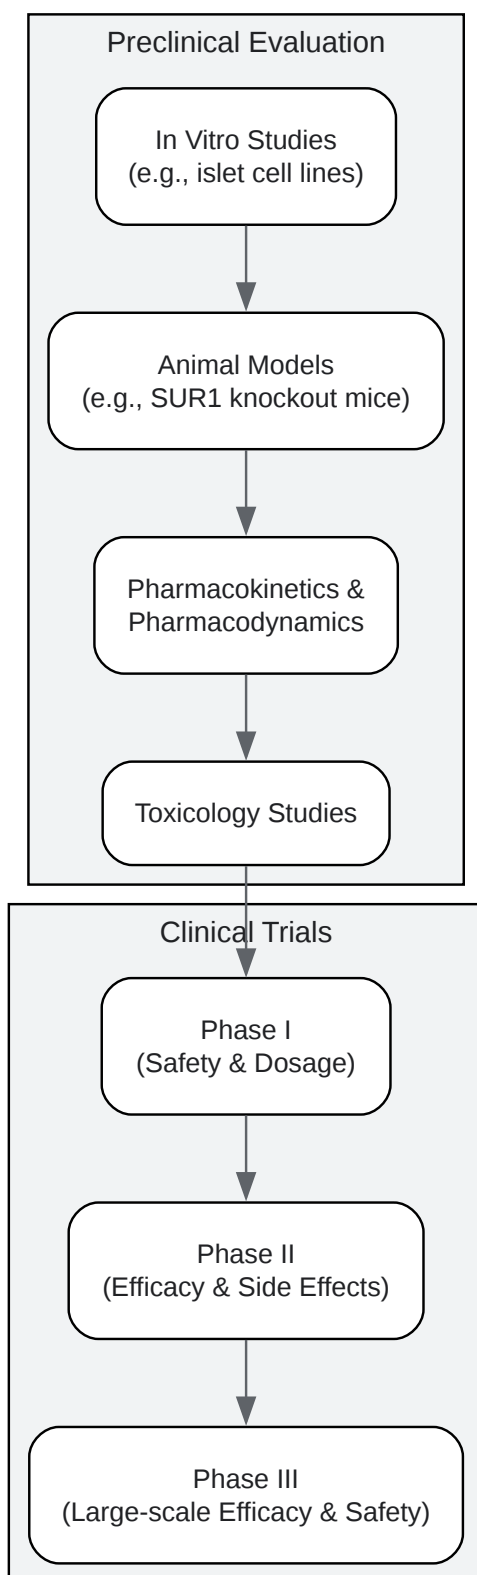 Preclinical Evaluation
In Vitro Studies
(e.g., islet cell lines)
Animal Models
(e.g., SUR1 knockout mice)
Pharmacokinetics &
Pharmacodynamics
Toxicology Studies
Clinical Trials
Phase I
(Safety & Dosage)
Phase II
(Efficacy & Side Effects)
Phase III
(Large-scale Efficacy & Safety)